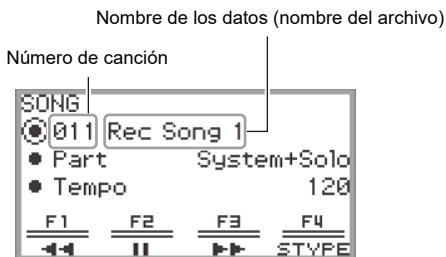 Nombre de los datos (nombre del archivo)
Número de canción
SONG
011 Rec Song 1
Part System+Solo
Tempo 120
F1 F2 F3 F4
STYPE